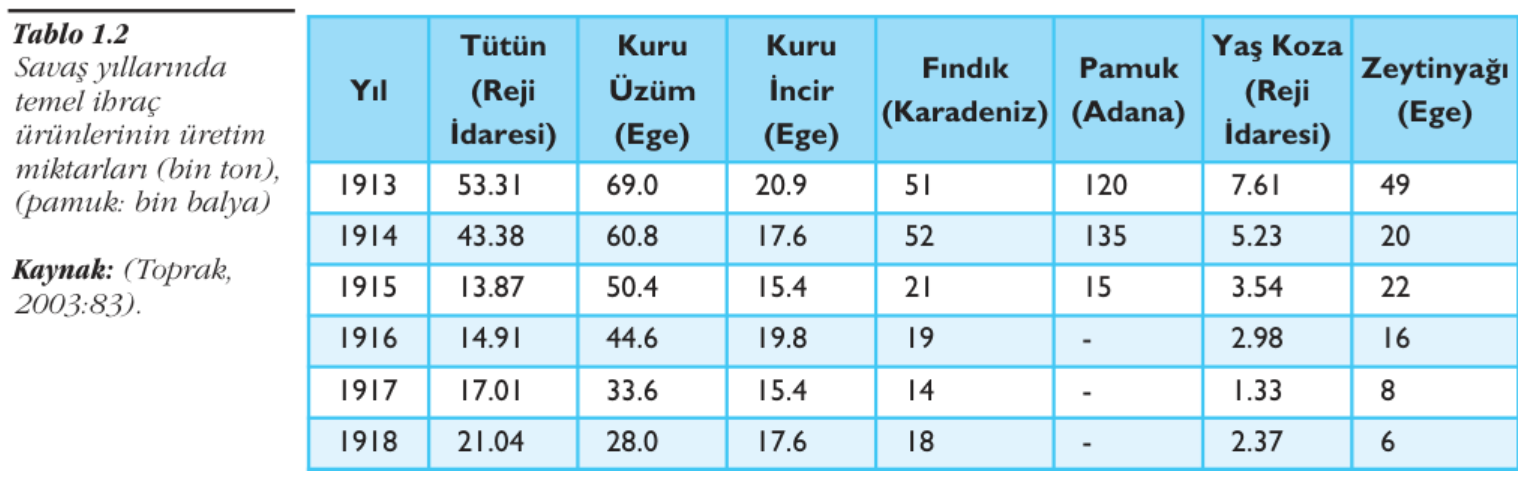 Tablo 1.2
Savaş yıllarında
temel ihraç
ürünlerinin üretim
miktarları (bin ton),
(pamuk: bin balya)
Kaynak: (Toprak,
2003:83).
Yıl Tütün (Reji İdaresi) Kuru Üzüm (Ege) Kuru İncir (Ege) Fındık (Karadeniz) Pamuk (Adana) Yaş Koza (Reji İdaresi) Zeytinyağı (Ege)
1913 53.31 69.0 20.9 51 120 7.61 49
1914 43.38 60.8 17.6 52 135 5.23 20
1915 13.87 50.4 15.4 21 15 3.54 22
1916 14.91 44.6 19.8 19 - 2.98 16
1917 17.01 33.6 15.4 14 - 1.33 8
1918 21.04 28.0 17.6 18 - 2.37 6